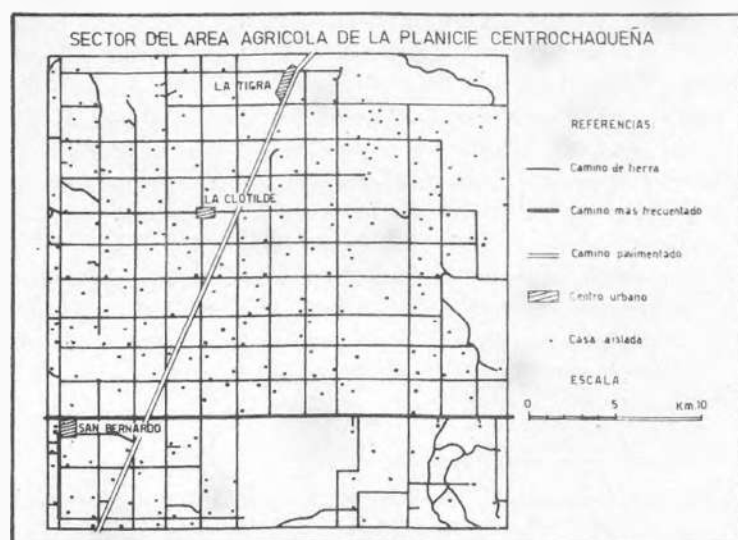 SECTOR DEL AREA AGRICOLA DE LA PLANICIE CENTROCHAQUEÑA
LA TIGRA
LA CLOTILDE
SAN BERNARDO
REFERENCIAS:
Camino de tierra
Camino mas frecuentado
Camino pavimentado
Centro urbano
Casa aislada
ESCALA
0 5 Km. 10